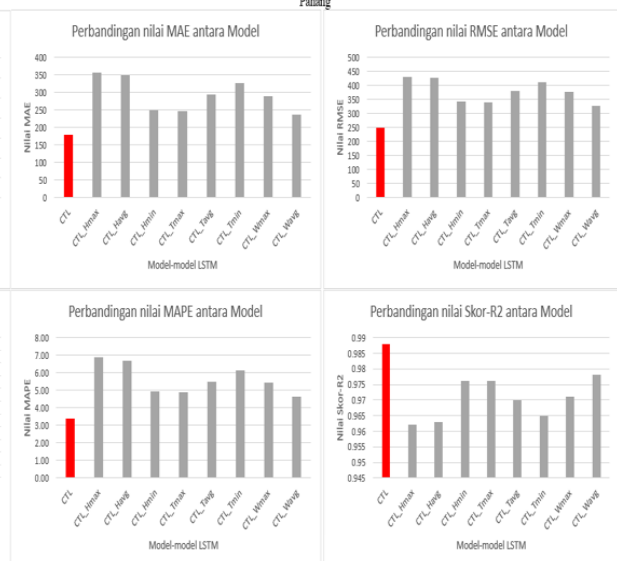 Panang
Perbandingan nilai MAE antara Model
400
350
300
250
200
150
100
50
0
Nilai MAE
CTL CTL_Hmax CTL_Havg CTL_Hmin CTL_Tmax CTL_Tavg CTL_Tmin CTL_Wmax CTL_Wavg
Model-model LSTM
Perbandingan nilai RMSE antara Model
500
450
400
350
300
250
200
150
100
50
0
Nilai RMSE
CTL CTL_Hmax CTL_Havg CTL_Hmin CTL_Tmax CTL_Tavg CTL_Tmin CTL_Wmax CTL_Wavg
Model-model LSTM
Perbandingan nilai MAPE antara Model
8.00
7.00
6.00
5.00
4.00
3.00
2.00
1.00
0.00
Nilai MAPE
CTL CTL_Hmax CTL_Havg CTL_Hmin CTL_Tmax CTL_Tavg CTL_Tmin CTL_Wmax CTL_Wavg
Model-model LSTM
Perbandingan nilai Skor-R2 antara Model
0.99
0.985
0.98
0.975
0.97
0.965
0.96
0.955
0.95
0.945
Nilai Skor-R2
CTL CTL_Hmax CTL_Havg CTL_Hmin CTL_Tmax CTL_Tavg CTL_Tmin CTL_Wmax CTL_Wavg
Model-model LSTM